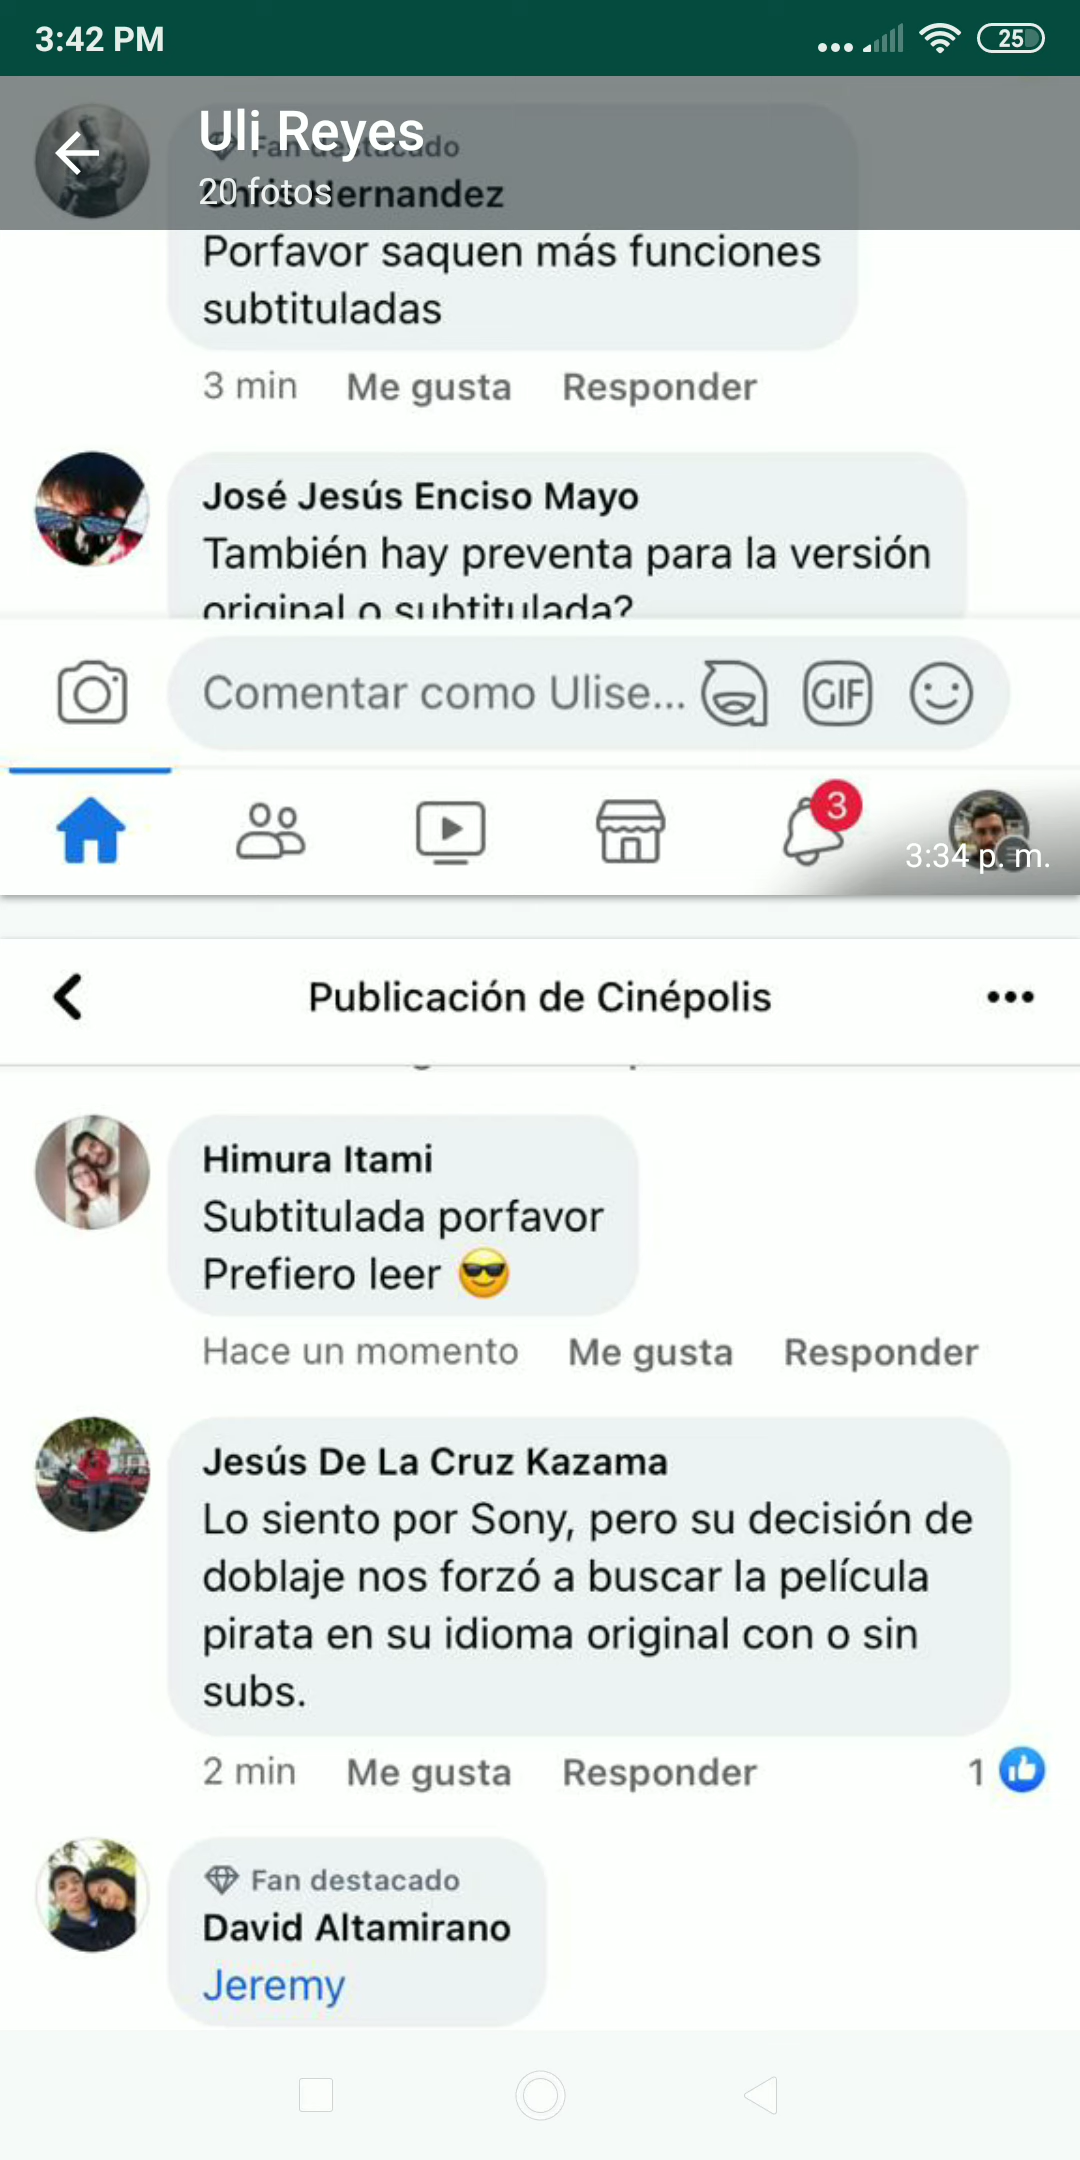 3:42 PM
25
Uli Reyes
20 fotos
Fan destacado
Chris Hernandez
Porfavor saquen más funciones
subtituladas
3 min Me gusta Responder
José Jesús Enciso Mayo
También hay preventa para la versión
original o subtitulada?
Comentar como Ulise... GIF
3
3:34 p. m.
Publicación de Cinépolis
Himura Itami
Subtitulada porfavor
Prefiero leer 😎
Hace un momento Me gusta Responder
Jesús De La Cruz Kazama
Lo siento por Sony, pero su decisión de
doblaje nos forzó a buscar la película
pirata en su idioma original con o sin
subs.
2 min Me gusta Responder 1
Fan destacado
David Altamirano
Jeremy